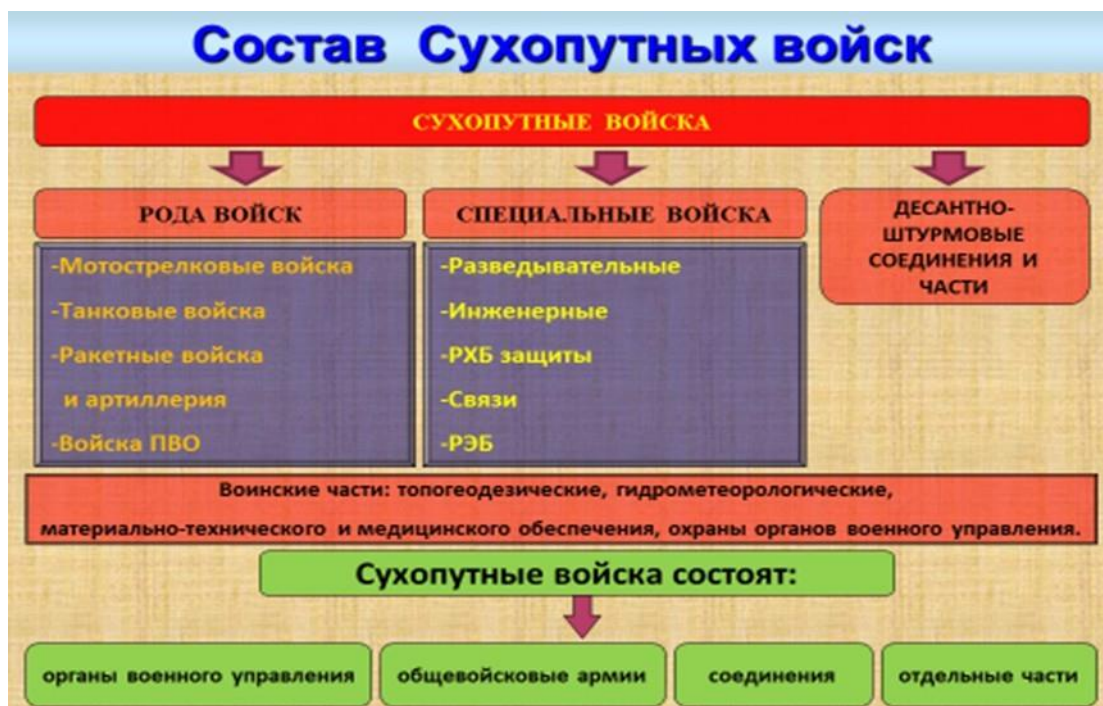 Состав Сухопутных войск
СУХОПУТНЫЕ ВОЙСКА
РОДА ВОЙСК
-Мотострелковые войска
-Танковые войска
-Ракетные войска
и артиллерия
-Войска ПВО
СПЕЦИАЛЬНЫЕ ВОЙСКА
-Разведывательные
-Инженерные
-РХБ защиты
-Связи
-РЭБ
ДЕСАНТНО-
ШТУРМОВЫЕ
СОЕДИНЕНИЯ И
ЧАСТИ
Воинские части: топогеодезические, гидрометеорологические,
материально-технического и медицинского обеспечения, охраны органов военного управления.
Сухопутные войска состоят:
органы военного управления
общевойсковые армии
соединения
отдельные части